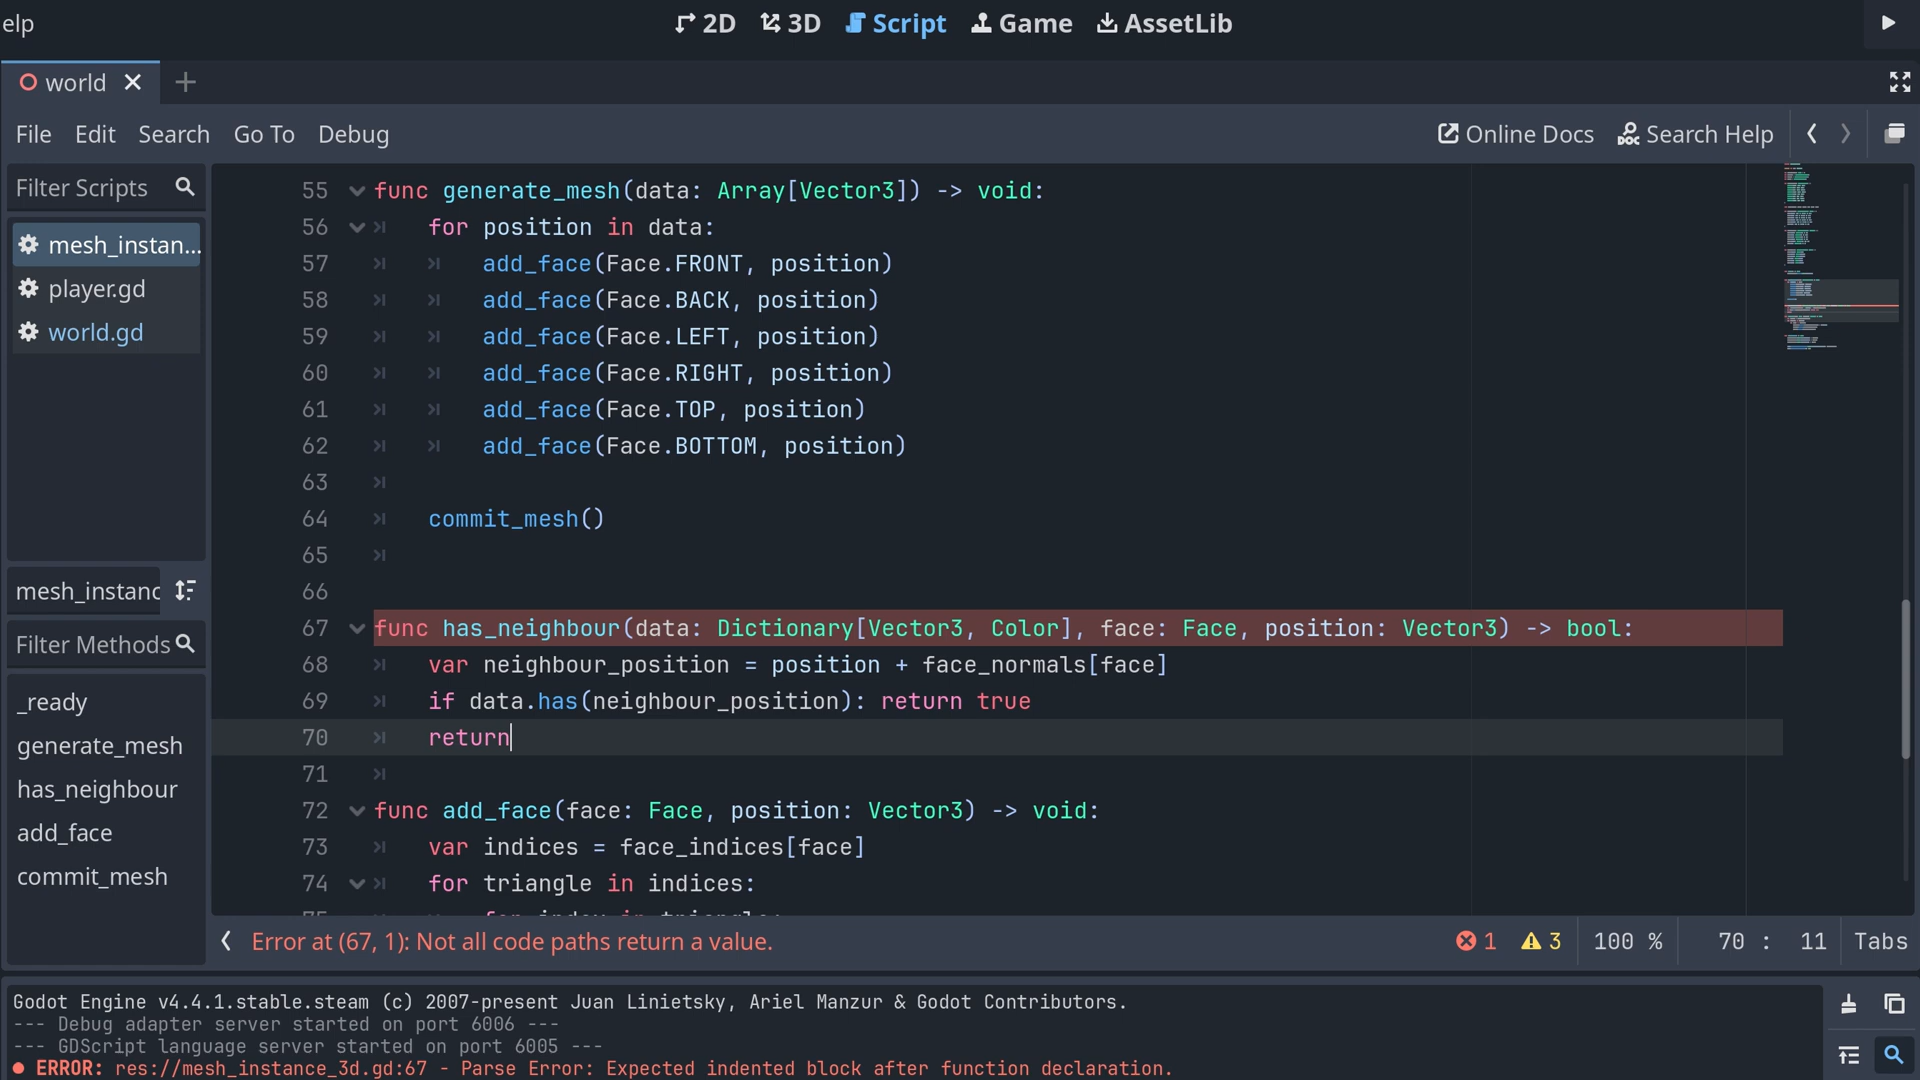 elp
2D 3D Script Game AssetLib
world
File Edit Search Go To Debug
Online Docs Search Help
Filter Scripts
mesh_instan...
player.gd
world.gd
mesh_instanc
Filter Methods
_ready
generate_mesh
has_neighbour
add_face
commit_mesh
55 func generate_mesh(data: Array[Vector3]) -> void:
56 for position in data:
57 add_face(Face.FRONT, position)
58 add_face(Face.BACK, position)
59 add_face(Face.LEFT, position)
60 add_face(Face.RIGHT, position)
61 add_face(Face.TOP, position)
62 add_face(Face.BOTTOM, position)
63
64 commit_mesh()
65
66
67 func has_neighbour(data: Dictionary[Vector3, Color], face: Face, position: Vector3) -> bool:
68 var neighbour_position = position + face_normals[face]
69 if data.has(neighbour_position): return true
70 return
71
72 func add_face(face: Face, position: Vector3) -> void:
73 var indices = face_indices[face]
74 for triangle in indices:
Error at (67, 1): Not all code paths return a value.
1 3 100 % 70 : 11 Tabs
Godot Engine v4.4.1.stable.steam (c) 2007-present Juan Linietsky, Ariel Manzur & Godot Contributors.
--- Debug adapter server started on port 6006 ---
--- GDScript language server started on port 6005 ---
ERROR: res://mesh_instance_3d.gd:67 - Parse Error: Expected indented block after function declaration.